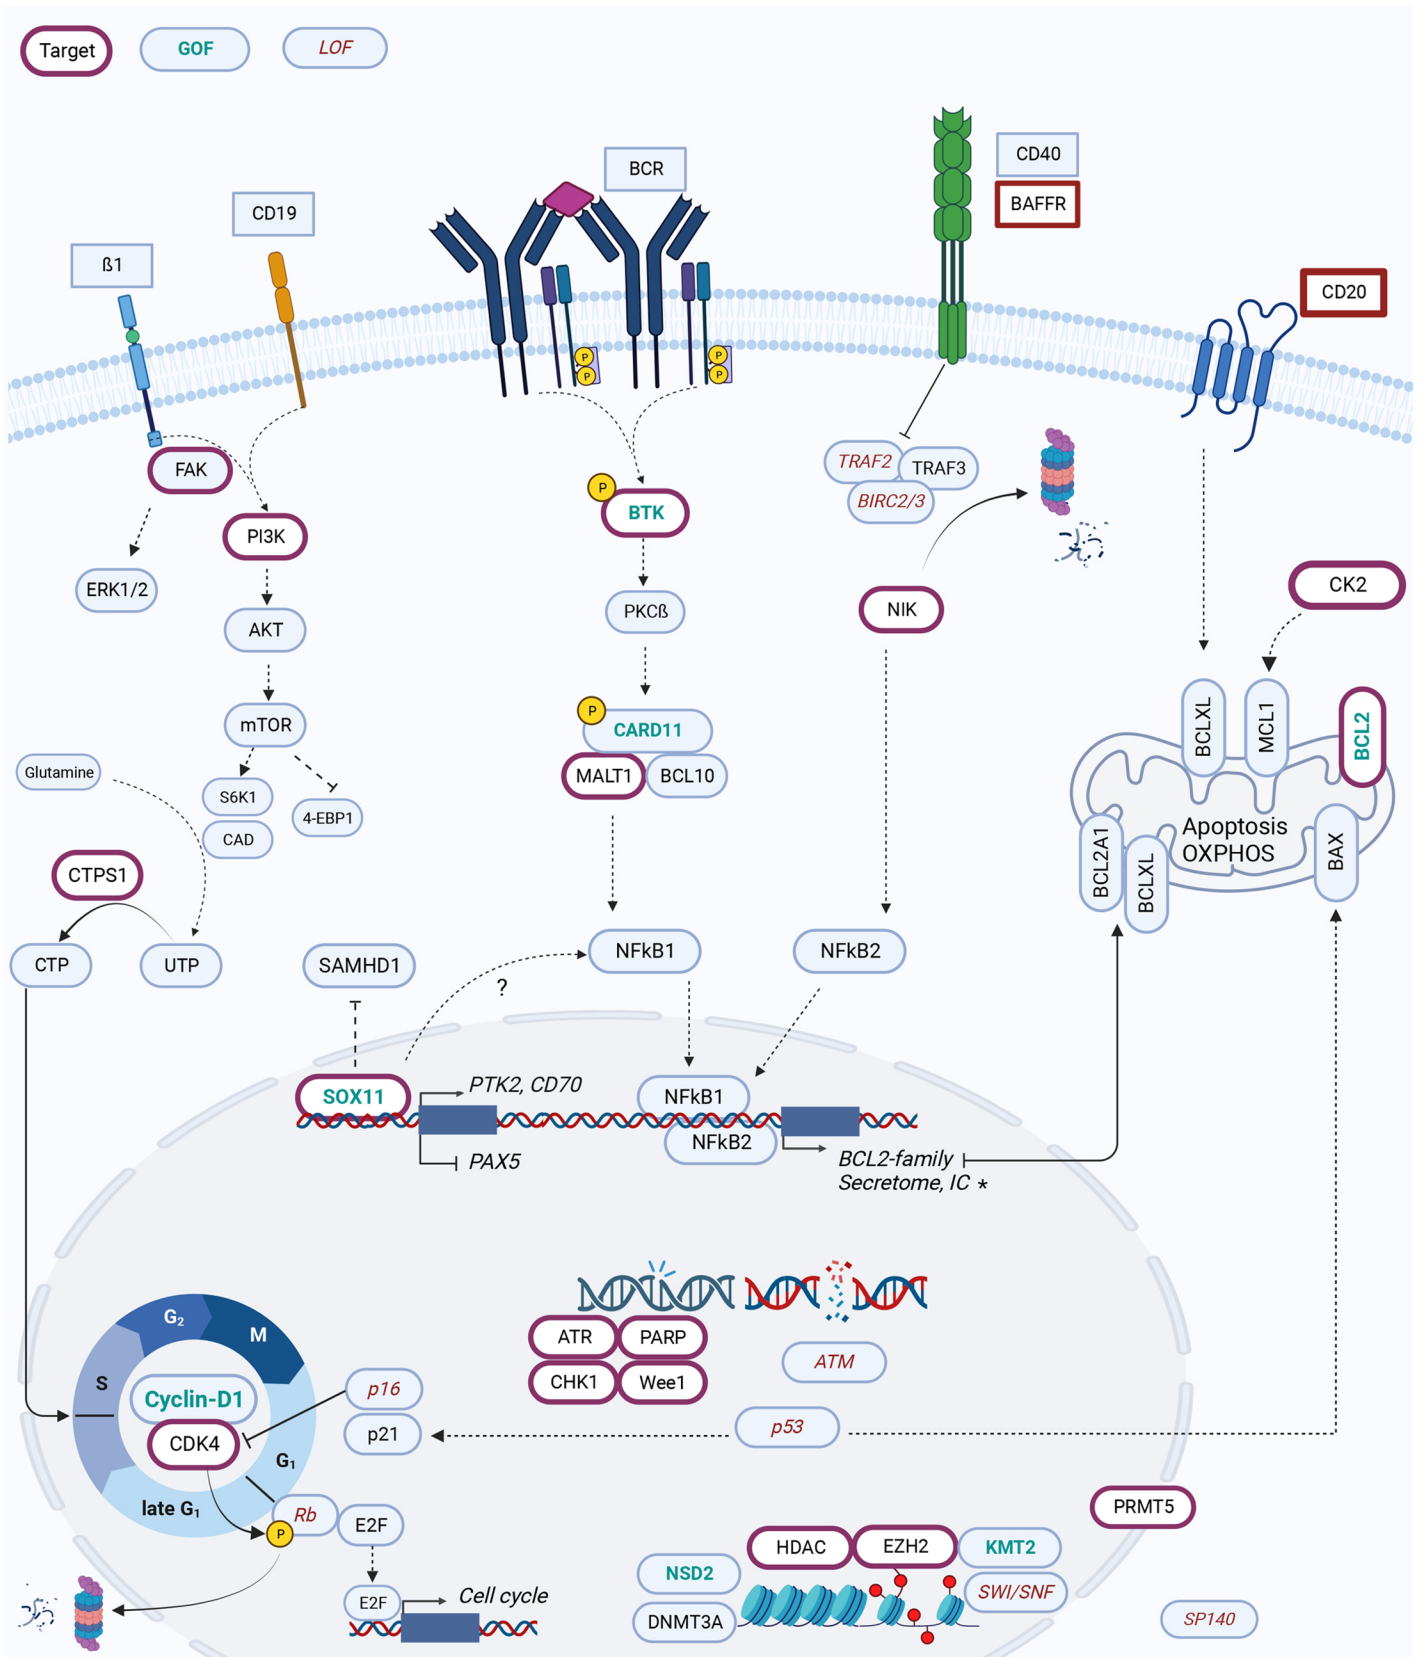 Target
GOF
LOF
CD40
BCR
BAFFR
CD19
ß1
CD20
P
P
P
P
FAK
TRAF2
TRAF3
BIRC2/3
P
BTK
PI3K
ERK1/2
CK2
PKCß
NIK
AKT
P
CARD11
mTOR
BCLXL
MCL1
BCL2
MALT1
BCL10
Glutamine
S6K1
4-EBP1
CAD
Apoptosis
OXPHOS
BCL2A1
BCLXL
BAX
CTPS1
CTP
UTP
SAMHD1
NFkB1
NFkB2
?
SOX11
PTK2, CD70
NFkB1
NFkB2
PAX5
BCL2-family
Secretome, IC *
G2
M
S
ATR
PARP
ATM
CHK1
Wee1
Cyclin-D1
p16
CDK4
p21
p53
G1
late G1
Rb
P
E2F
PRMT5
HDAC
EZH2
KMT2
NSD2
SWI/SNF
E2F
Cell cycle
DNMT3A
SP140